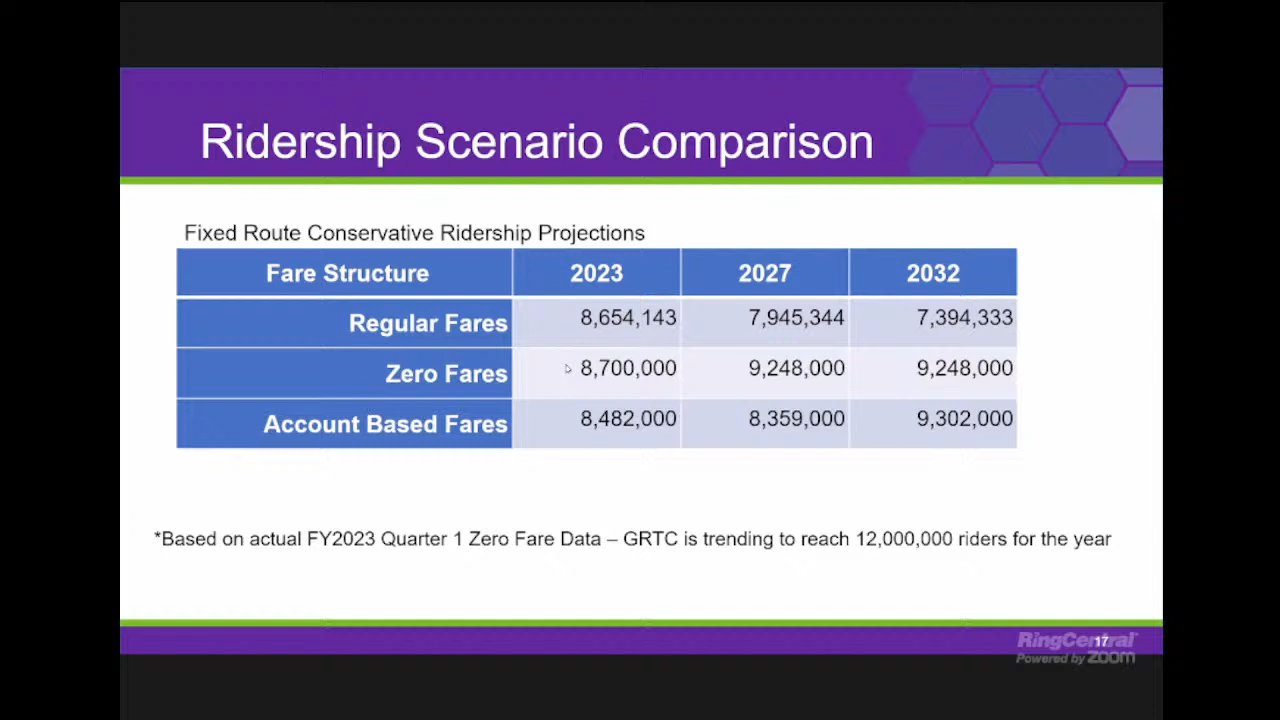 Ridership Scenario Comparison
Fixed Route Conservative Ridership Projections
Fare Structure 2023 2027 2032
Regular Fares 8,654,143 7,945,344 7,394,333
Zero Fares 8,700,000 9,248,000 9,248,000
Account Based Fares 8,482,000 8,359,000 9,302,000
*Based on actual FY2023 Quarter 1 Zero Fare Data – GRTC is trending to reach 12,000,000 riders for the year
RingCentral
17
Powered by zoom